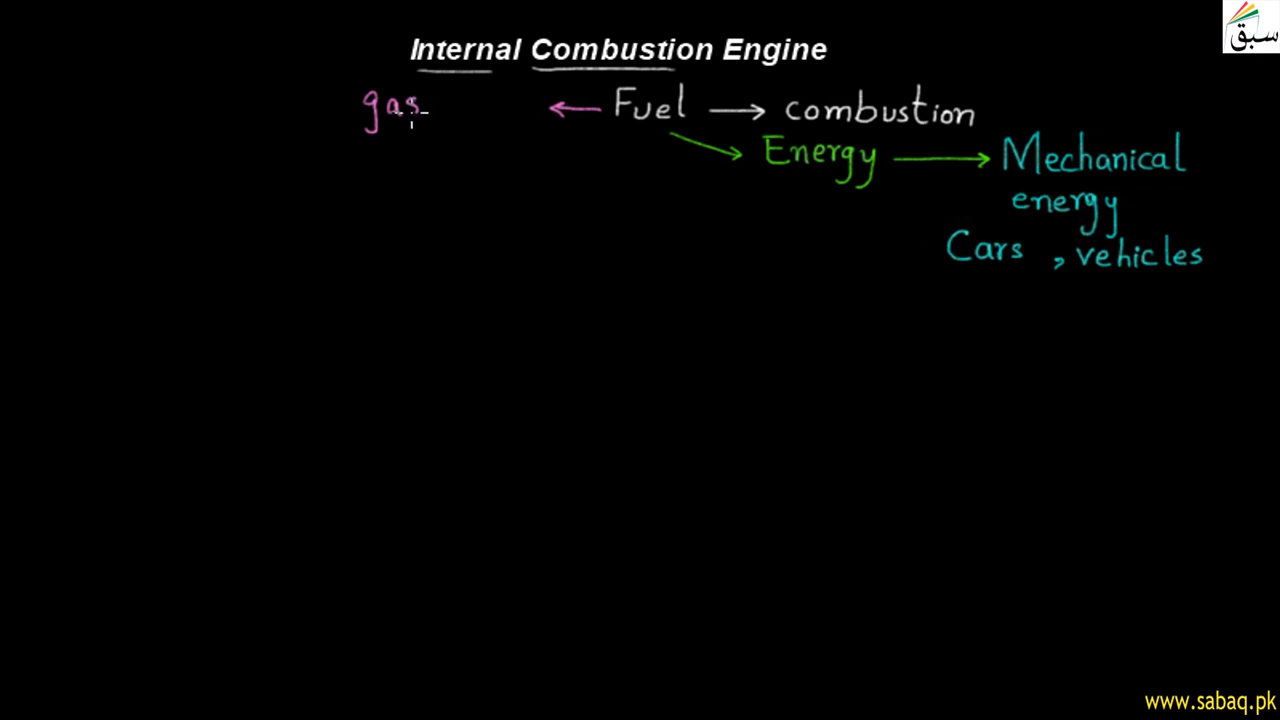 سبق
Internal Combustion Engine
gas ← Fuel → combustion
Energy → Mechanical
energy
Cars , vehicles
www.sabaq.pk